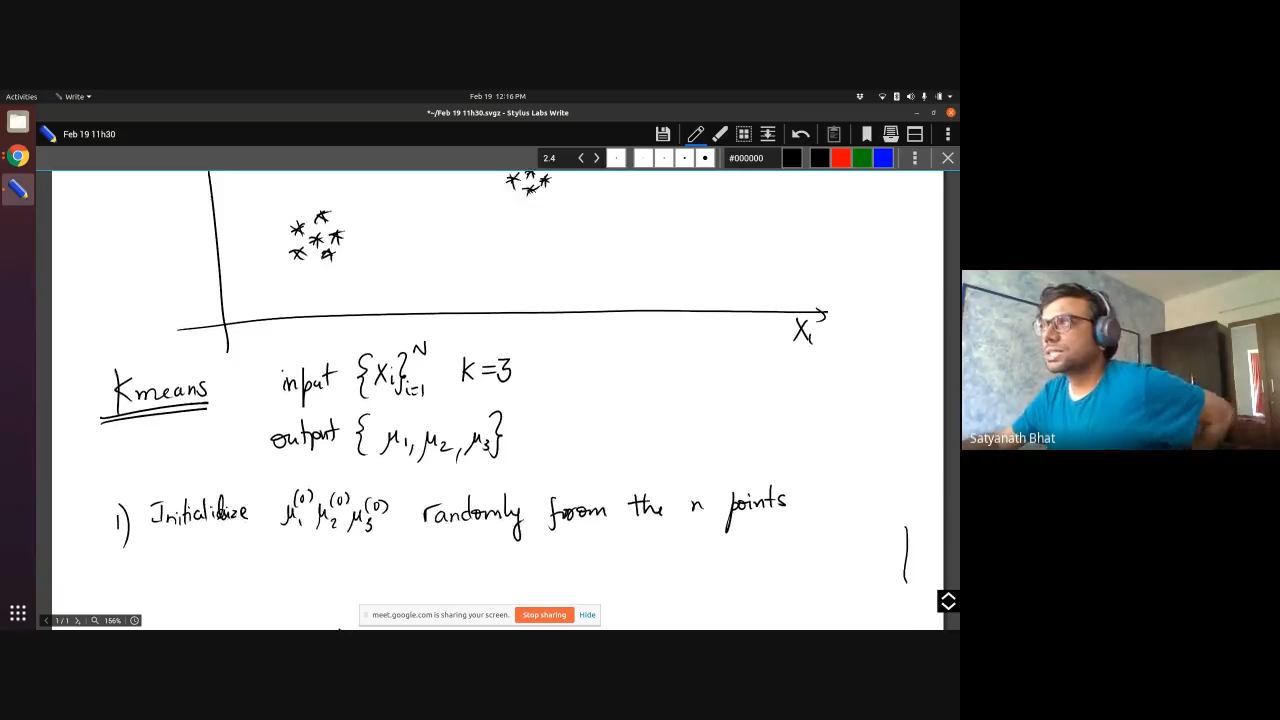 Activities Write Feb 19 12:16 PM
*~/Feb 19 11h30.svgz - Stylus Labs Write
Feb 19 11h30
2.4 #000000
X₁
Kmeans input {Xi}ᵢ₌₁ᴺ K=3
output { μ₁, μ₂, μ₃}
1) Initialize μ₁⁽⁰⁾ μ₂⁽⁰⁾ μ₃⁽⁰⁾ randomly from the n points
meet.google.com is sharing your screen. Stop sharing Hide
1/1 156%
Satyanath Bhat